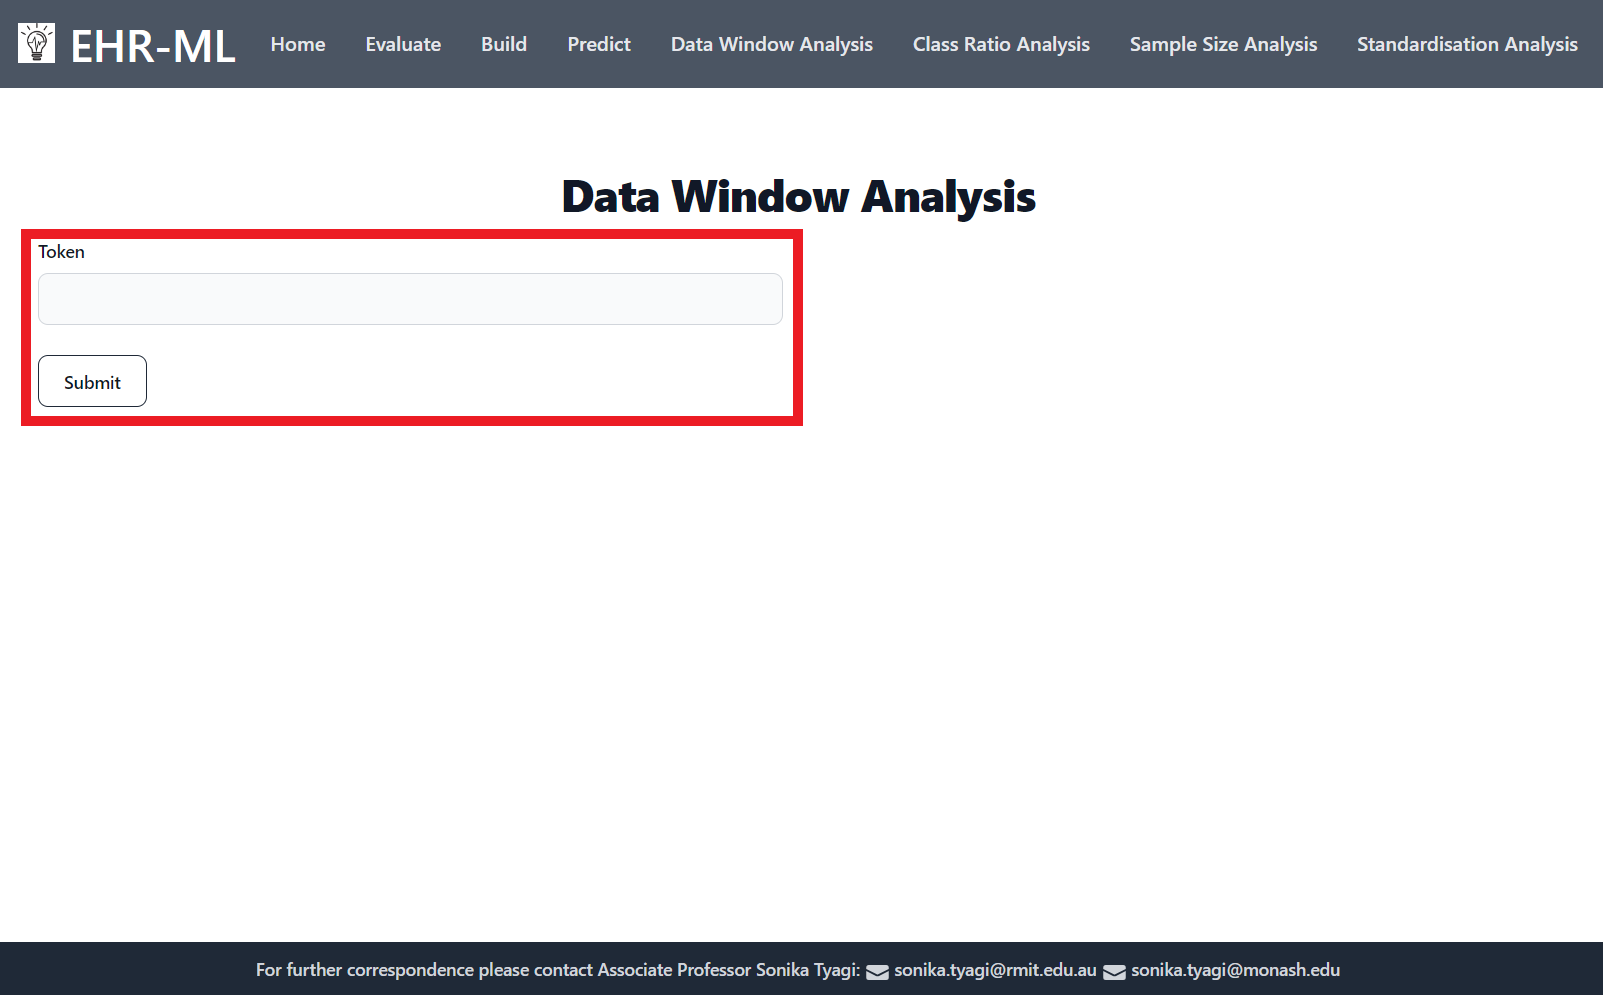 EHR-ML Home Evaluate Build Predict Data Window Analysis Class Ratio Analysis Sample Size Analysis Standardisation Analysis
Data Window Analysis
Token
Submit
For further correspondence please contact Associate Professor Sonika Tyagi: sonika.tyagi@rmit.edu.au sonika.tyagi@monash.edu